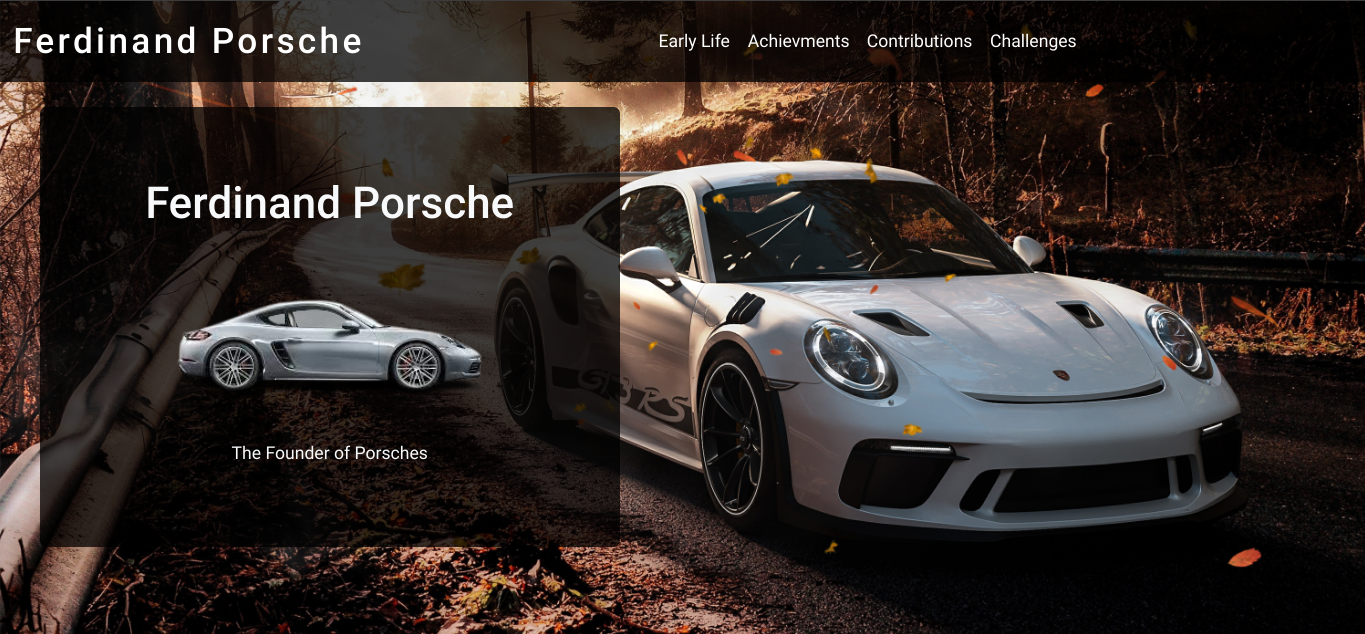 Ferdinand Porsche
Early Life Achievments Contributions Challenges
Ferdinand Porsche
GT3 RS
The Founder of Porsches